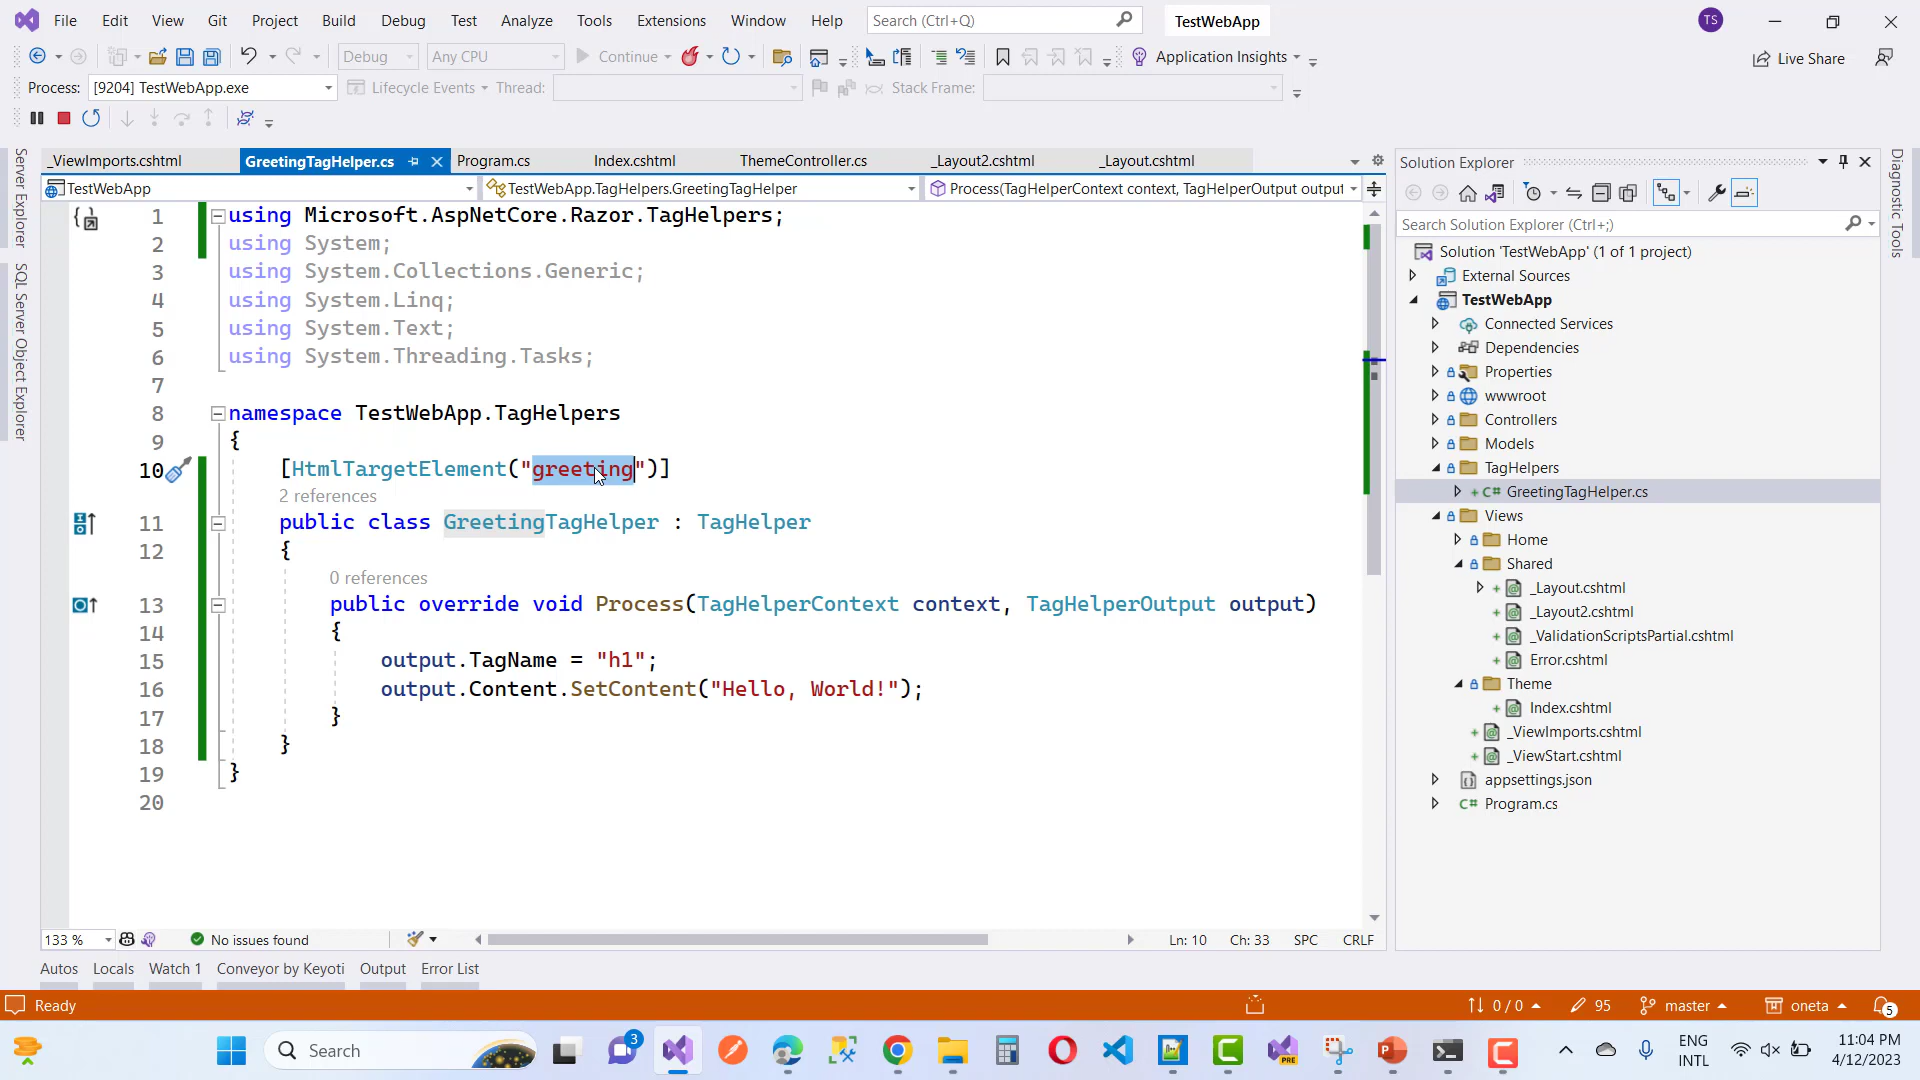 File Edit View Git Project Build Debug Test Analyze Tools Extensions Window Help Search (Ctrl+Q) TestWebApp TS
Debug Any CPU Continue Application Insights Live Share
Process: [9204] TestWebApp.exe Lifecycle Events Thread: Stack Frame:
_ViewImports.cshtml GreetingTagHelper.cs Program.cs Index.cshtml ThemeController.cs _Layout2.cshtml _Layout.cshtml
TestWebApp TestWebApp.TagHelpers.GreetingTagHelper Process(TagHelperContext context, TagHelperOutput output
1 using Microsoft.AspNetCore.Razor.TagHelpers;
2 using System;
3 using System.Collections.Generic;
4 using System.Linq;
5 using System.Text;
6 using System.Threading.Tasks;
7
8 namespace TestWebApp.TagHelpers
9 {
10 [HtmlTargetElement("greeting")]
2 references
11 public class GreetingTagHelper : TagHelper
12 {
0 references
13 public override void Process(TagHelperContext context, TagHelperOutput output)
14 {
15 output.TagName = "h1";
16 output.Content.SetContent("Hello, World!");
17 }
18 }
19 }
20
133 % No issues found Ln: 10 Ch: 33 SPC CRLF
Autos Locals Watch 1 Conveyor by Keyoti Output Error List
Server Explorer
SQL Server Object Explorer
Solution Explorer
Search Solution Explorer (Ctrl+;)
Solution 'TestWebApp' (1 of 1 project)
External Sources
TestWebApp
Connected Services
Dependencies
Properties
wwwroot
Controllers
Models
TagHelpers
C# GreetingTagHelper.cs
Views
Home
Shared
_Layout.cshtml
_Layout2.cshtml
_ValidationScriptsPartial.cshtml
Error.cshtml
Theme
Index.cshtml
_ViewImports.cshtml
_ViewStart.cshtml
appsettings.json
C# Program.cs
Diagnostic Tools
Ready 0 / 0 95 master oneta 5
Search 3 PRE ENG
INTL
11:04 PM
4/12/2023